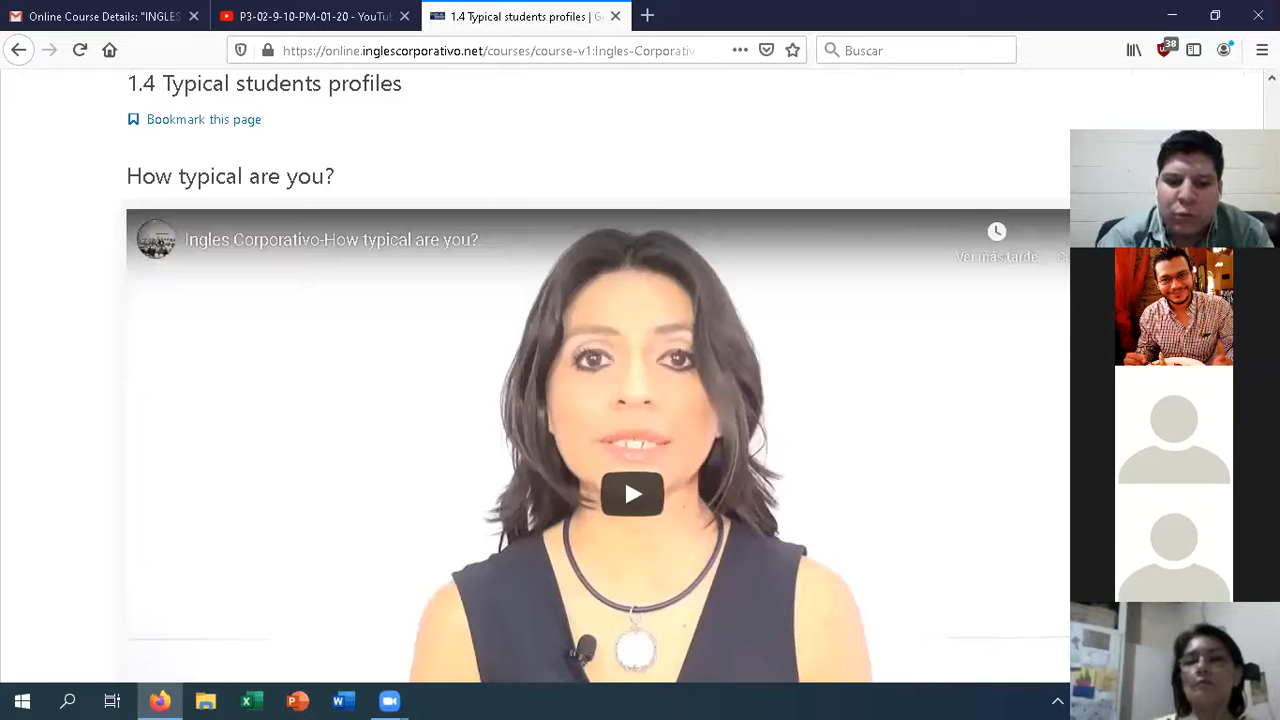 Online Course Details: "INGLES
P3-02-9-10-PM-01-20 - YouTu
1.4 Typical students profiles | G
https://online.inglescorporativo.net/courses/course-v1:Ingles-Corporativ
Buscar
38
1.4 Typical students profiles
Bookmark this page
How typical are you?
Ingles Corporativo-How typical are you?
Ver más tarde